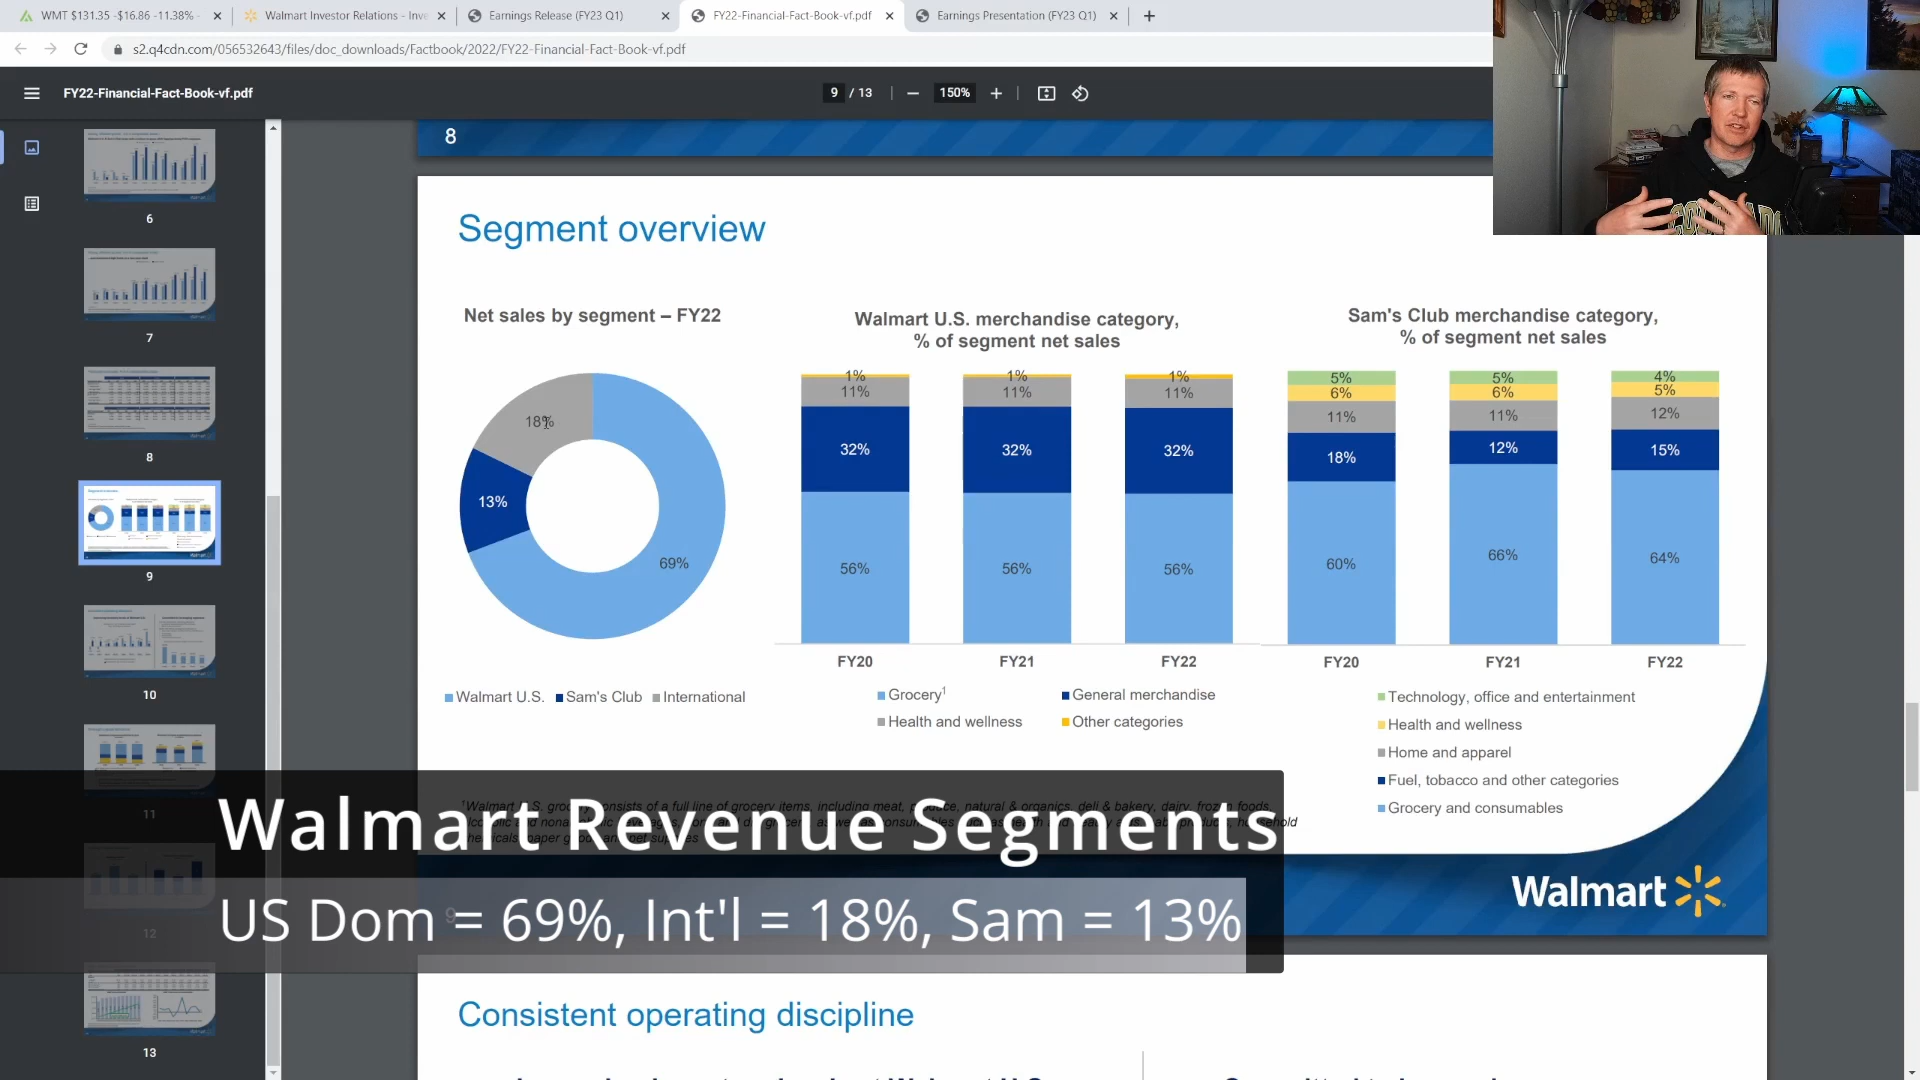 WMT $131.35 -$16.86 -11.38% -
Walmart Investor Relations - Inve
Earnings Release (FY23 Q1)
FY22-Financial-Fact-Book-vf.pdf
Earnings Presentation (FY23 Q1)
s2.q4cdn.com/056532643/files/doc_downloads/Factbook/2022/FY22-Financial-Fact-Book-vf.pdf
FY22-Financial-Fact-Book-vf.pdf
9 / 13
150%
6
7
8
9
10
11
12
13
8
Segment overview
Net sales by segment – FY22
18%
13%
69%
Walmart U.S. Sam's Club International
Walmart U.S. merchandise category,
% of segment net sales
1% 1% 1%
11% 11% 11%
32% 32% 32%
56% 56% 56%
FY20 FY21 FY22
Grocery¹ General merchandise
Health and wellness Other categories
Sam's Club merchandise category,
% of segment net sales
5% 5% 4%
6% 6% 5%
11% 11% 12%
18% 12% 15%
60% 66% 64%
FY20 FY21 FY22
Technology, office and entertainment
Health and wellness
Home and apparel
Fuel, tobacco and other categories
Grocery and consumables
Walmart Revenue Segments
US Dom = 69%, Int'l = 18%, Sam = 13%
9
Walmart
Consistent operating discipline